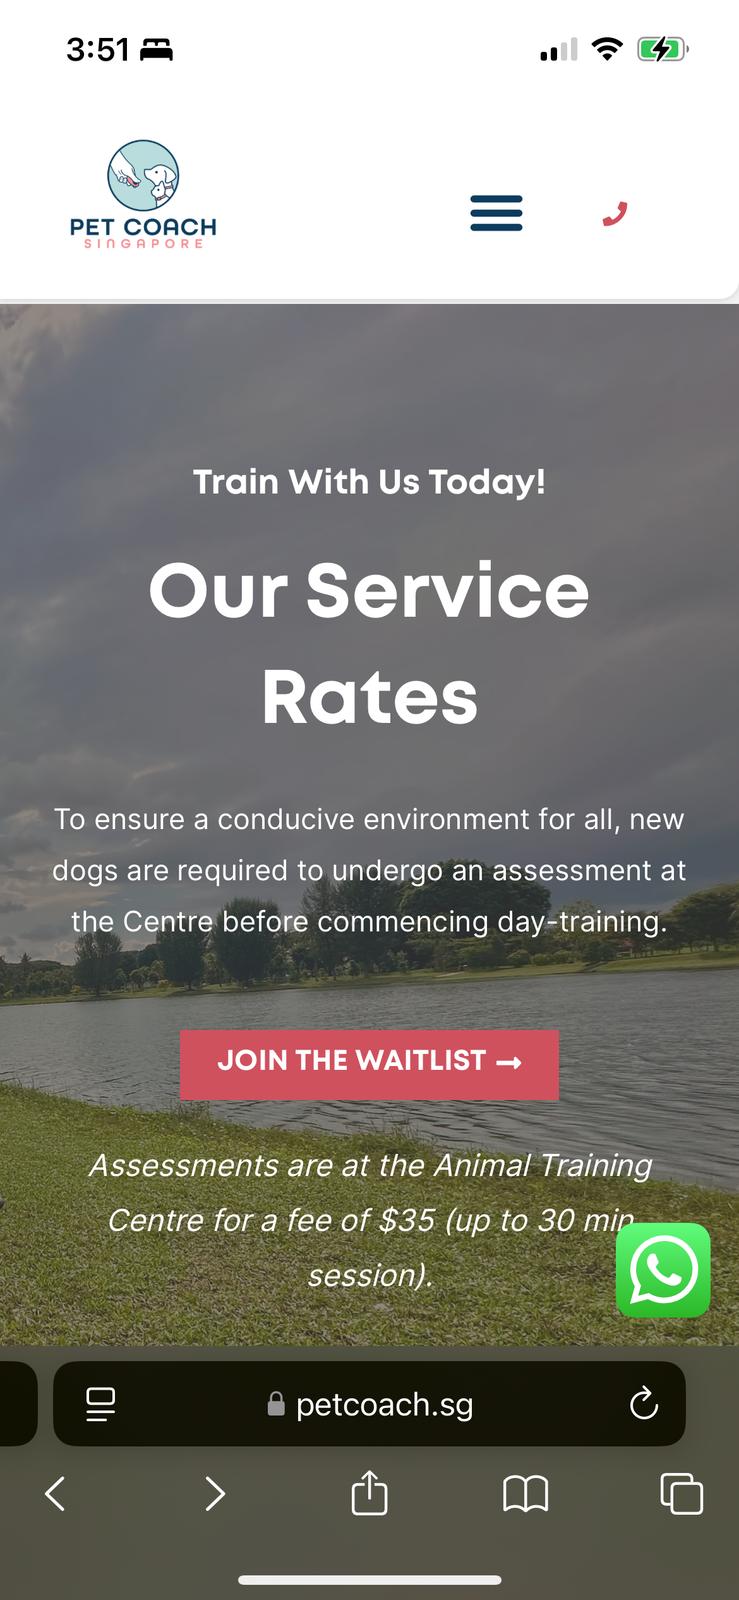 3:51
PET COACH
SINGAPORE
Train With Us Today!
Our Service
Rates
To ensure a conducive environment for all, new
dogs are required to undergo an assessment at
the Centre before commencing day-training.
JOIN THE WAITLIST →
Assessments are at the Animal Training
Centre for a fee of $35 (up to 30 min
session).
petcoach.sg